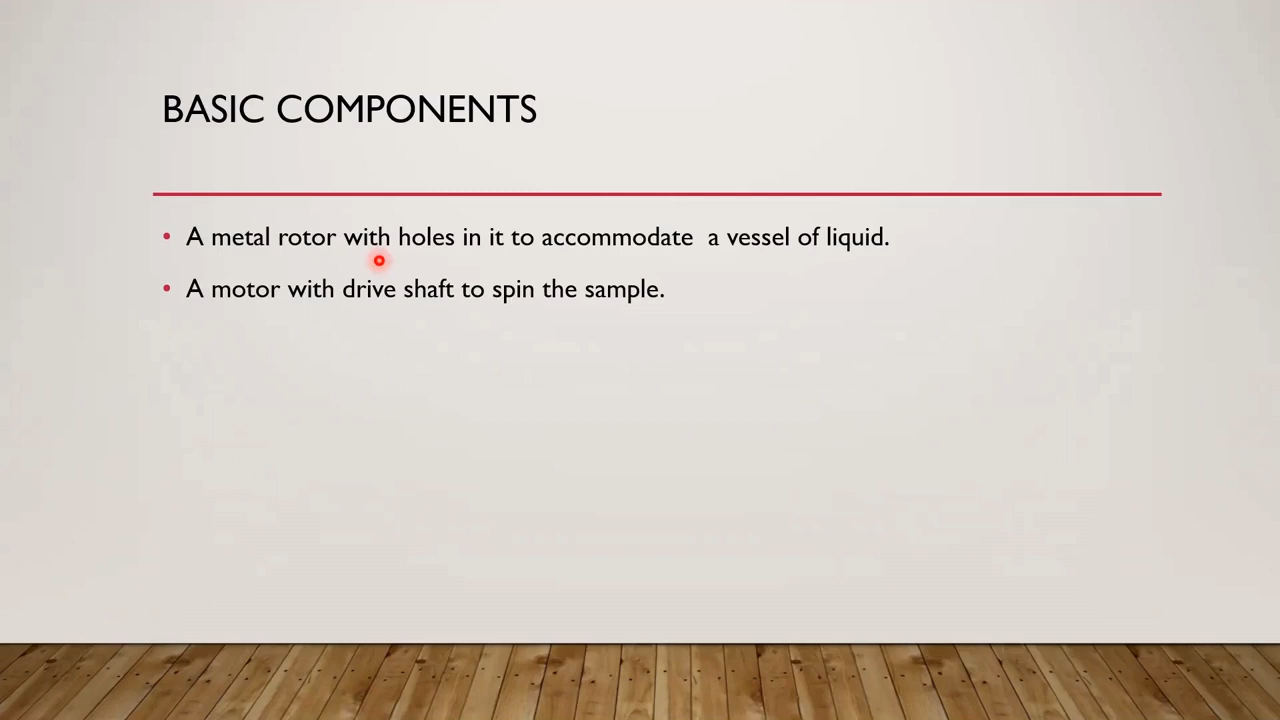 BASIC COMPONENTS
• A metal rotor with holes in it to accommodate  a vessel of liquid.
• A motor with drive shaft to spin the sample.